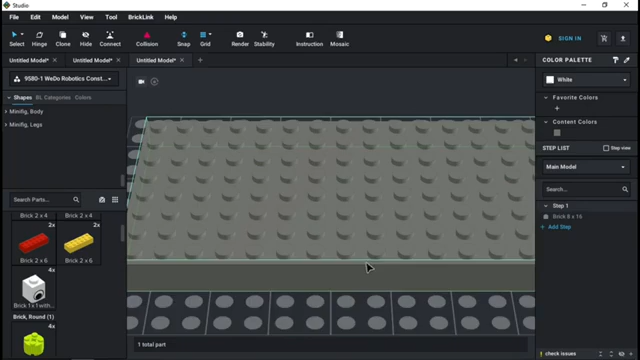 Studio
File Edit Model View Tool BrickLink Help
Select Hinge Clone Hide Connect Collision Snap Grid Render Stability Instruction Mosaic SIGN IN
Untitled Model* Untitled Model* Untitled Model* COLOR PALETTE
9580-1 WeDo Robotics Const... White
Shapes BL Categories Colors Favorite Colors
Minifig, Body
Minifig, Legs Content Colors
STEP LIST Step view
Main Model
Search Parts... Search...
Brick 2 x 4 Brick 2 x 4 Step 1
2x 2x Brick 8 x 16
Add Step
Brick 2 x 6 Brick 2 x 6
4x
Brick 1 x 1 with...
Brick, Round (1)
4x
1 total part
check issues